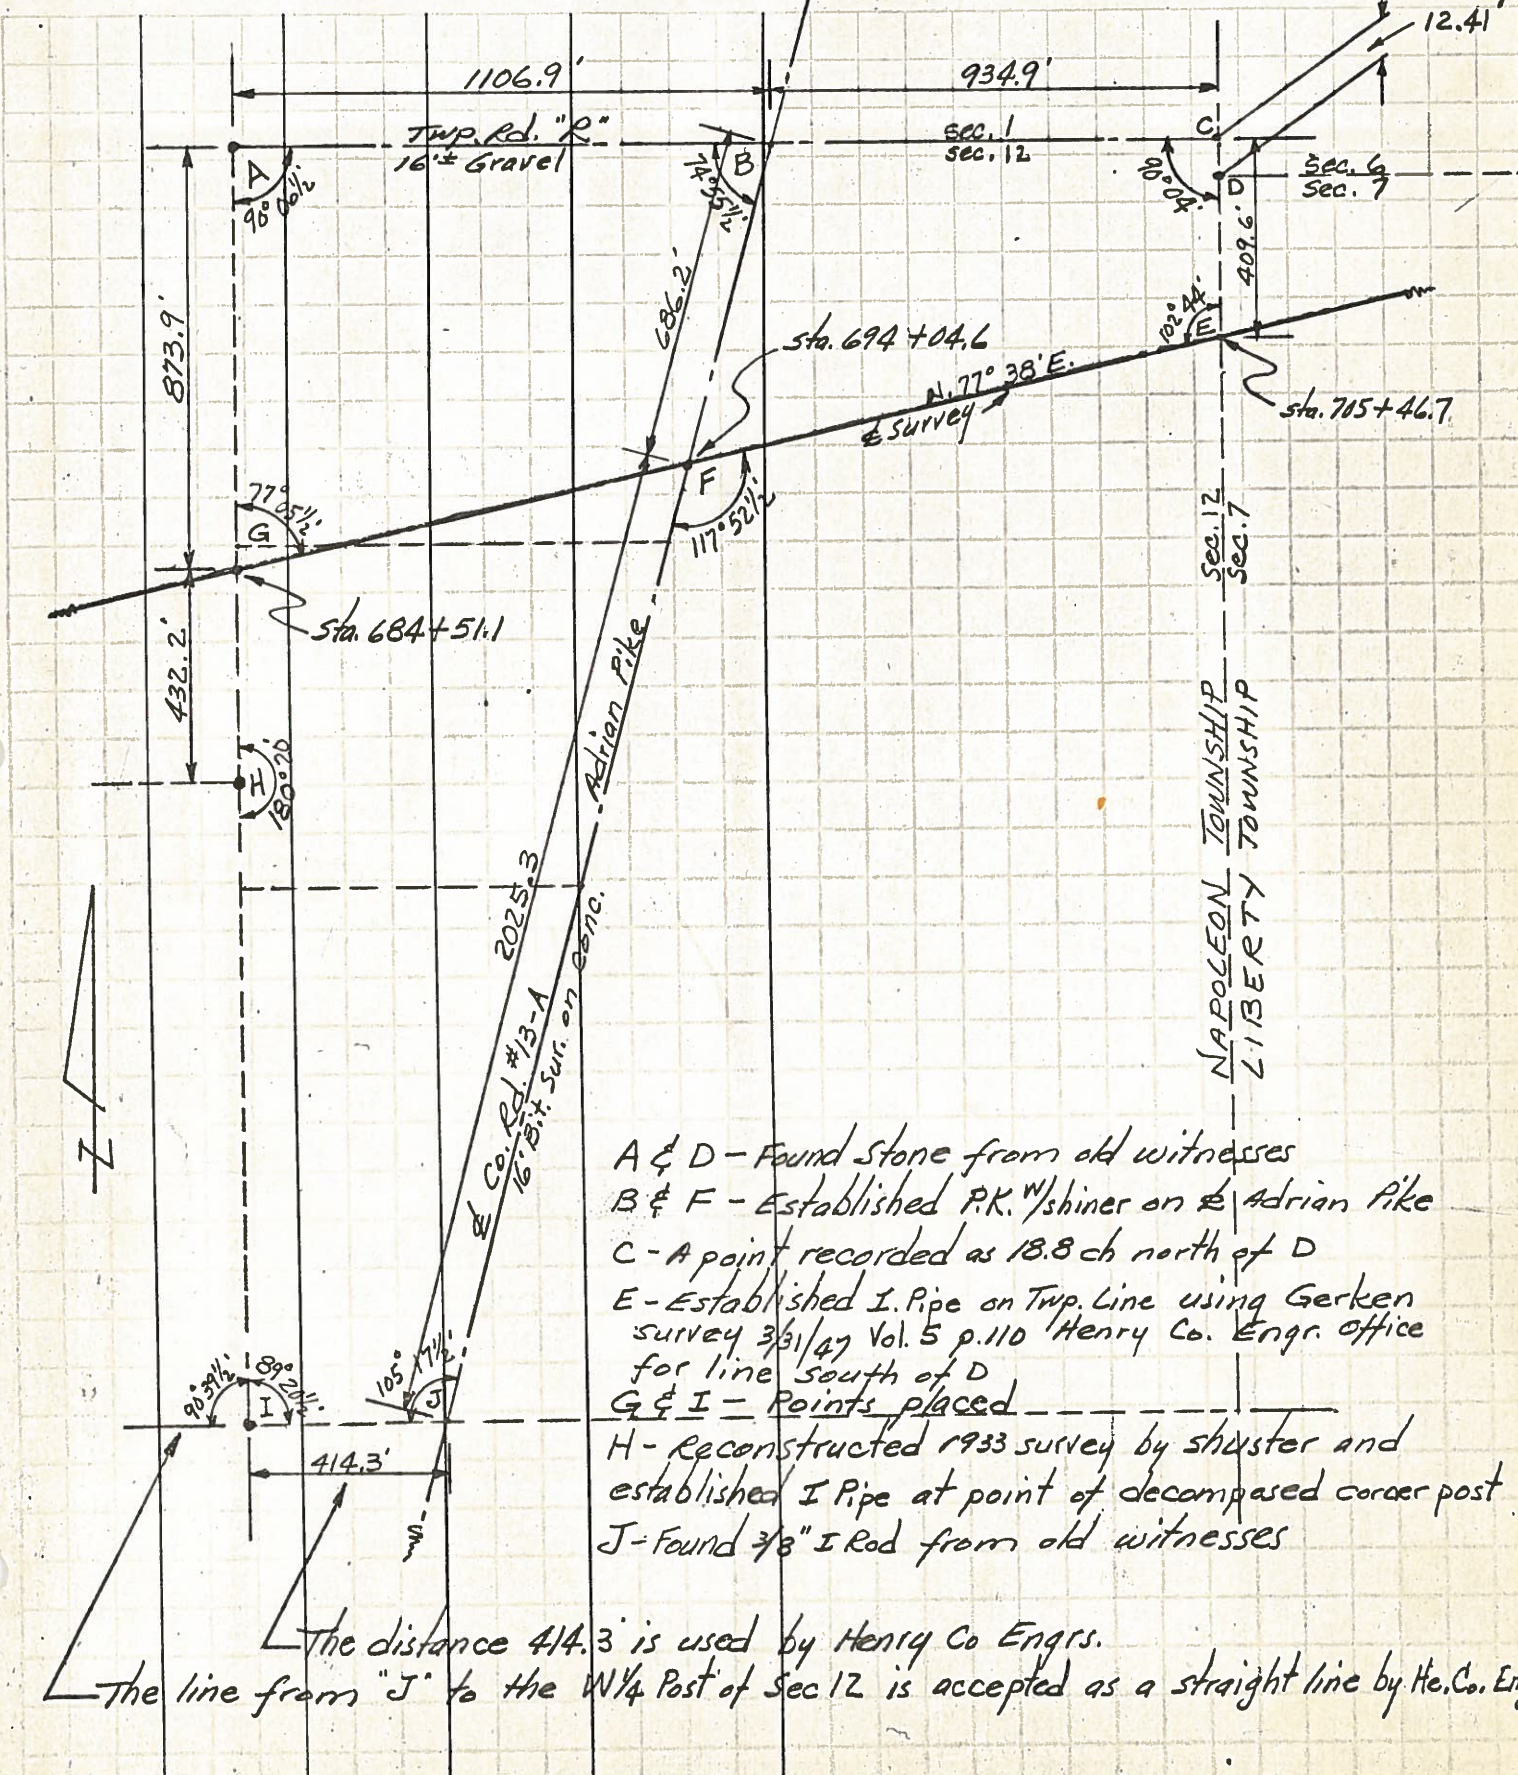 12.41'
1106.9'
934.9'
Twp. Rd. "R"
16'± Gravel
sec. 1
sec. 12
A
90° 06½'
B
74° 55½'
C
D
90° 04'
sec. 6
sec. 7
409.6'
873.9'
686.2'
sta. 694 + 04.6
102° 44'
E
N. 77° 38' E.
℄ survey
sta. 705 + 46.7
77° 05½'
G
F
117° 52½'
sec. 12
sec. 7
sta. 684 + 51.1
432.2'
H
180° 20'
Adrian Pike
2025.3
℄ Co. Rd. #13-A
16' Bit. Sur. on conc.
NAPOLEON TOWNSHIP
LIBERTY TOWNSHIP
N
A & D - Found Stone from old witnesses
B & F - Established P.K. w/shiner on ℄ Adrian Pike
C - A point recorded as 18.8 ch north of D
E - Established I. Pipe on Twp. Line using Gerken
survey 3/31/47 Vol. 5 p. 110 Henry Co. Engr. office
for line south of D
G & I - Points placed
H - Reconstructed 1933 survey by Shuster and
established I Pipe at point of decomposed corner post
J - Found 3/8" I Rod from old witnesses
90° 39½'
89° 20½'
I
105° 17½'
J
414.3'
The distance 414.3' is used by Henry Co Engrs.
The line from "J" to the W¼ Post of Sec 12 is accepted as a straight line by He. Co.